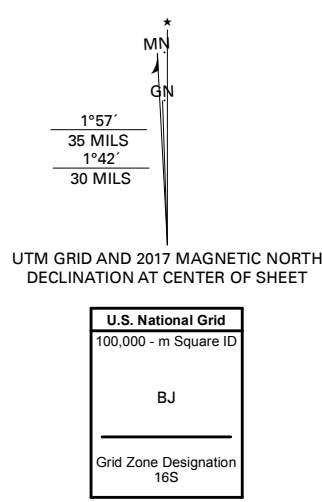 MN
GN
1°57´
35 MILS
1°42´
30 MILS
UTM GRID AND 2017 MAGNETIC NORTH
DECLINATION AT CENTER OF SHEET
U.S. National Grid
100,000 - m Square ID
BJ
Grid Zone Designation
16S